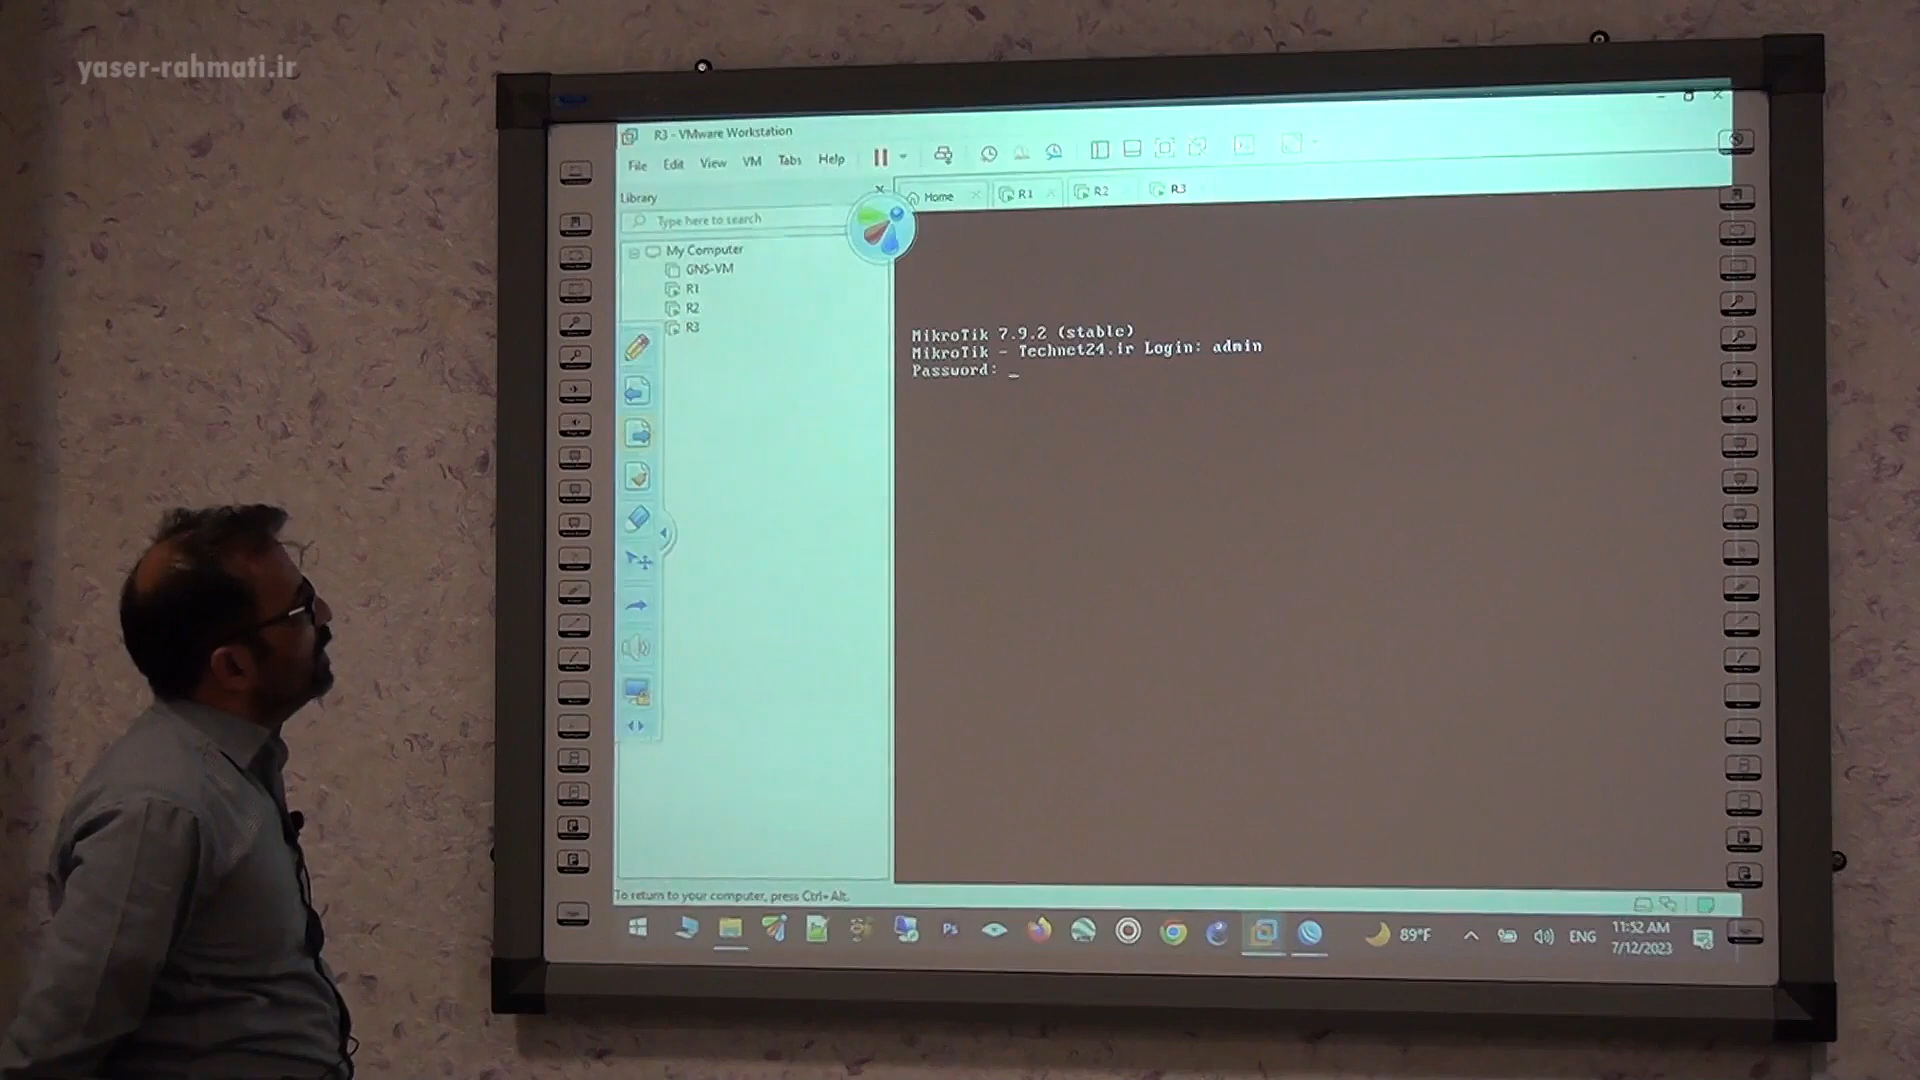 yaser-rahmati.ir
R3 - VMware Workstation
File Edit View VM Tabs Help
Library
Type here to search
Home R1 R2 R3
My Computer
GNS-VM
R1
R2
R3
MikroTik 7.9.2 (stable)
MikroTik - Technet24.ir Login: admin
Password: _
To return to your computer, press Ctrl+Alt.
Ps
89°F
ENG
11:52 AM
7/12/2023